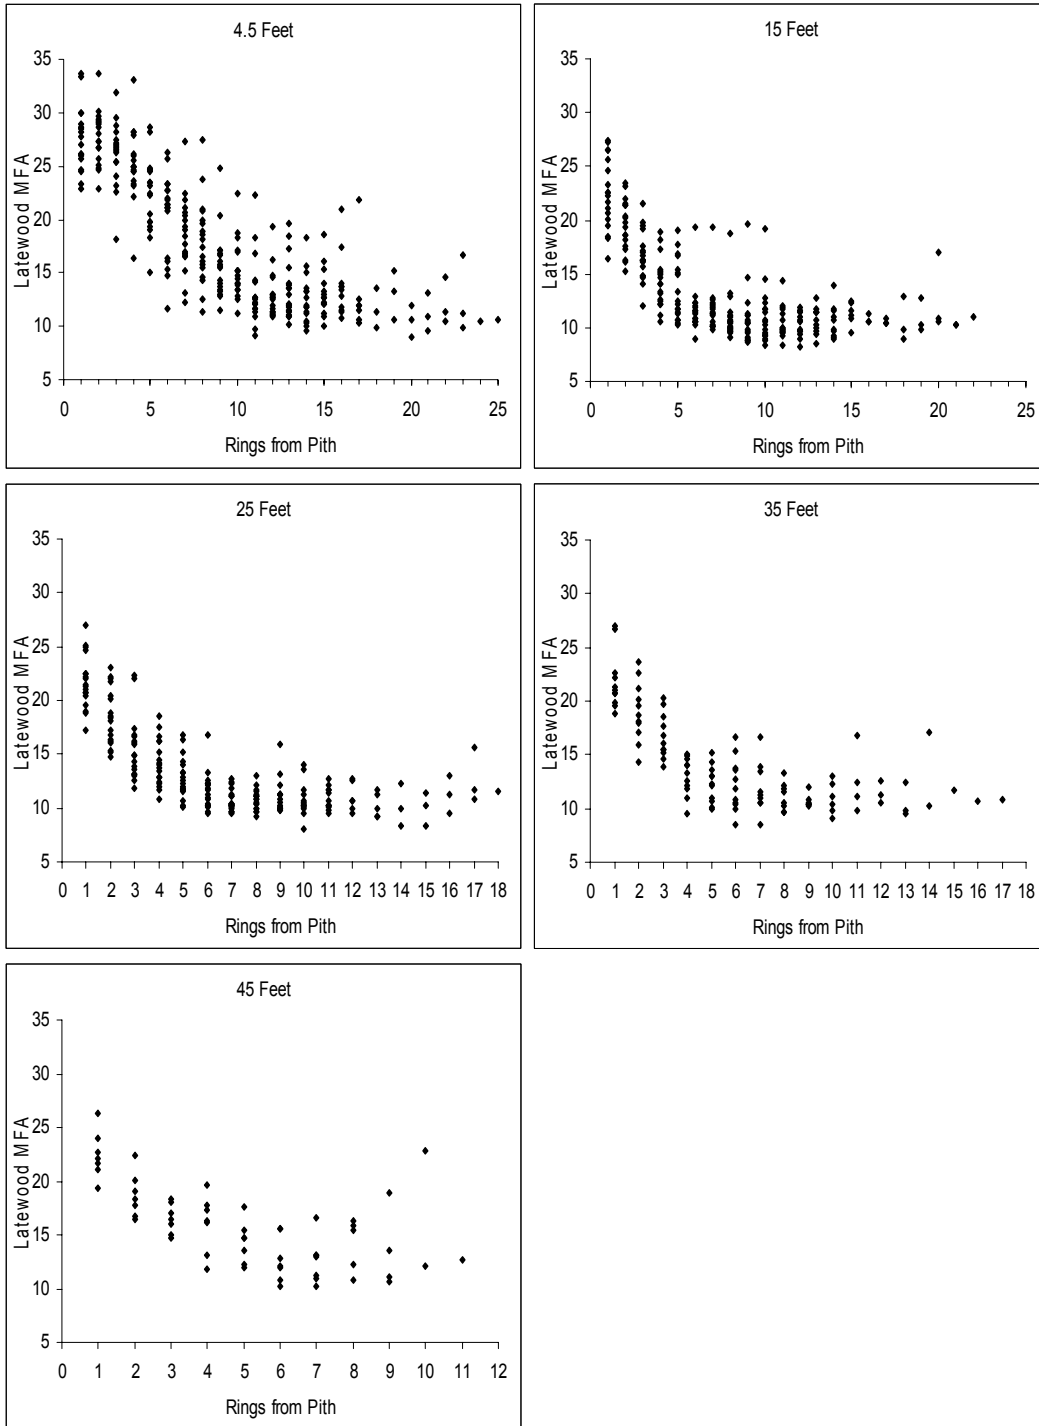 4.5 Feet
35
30
25
20
15
10
5
Latewood MFA
0 5 10 15 20 25
Rings from Pith
15 Feet
35
30
25
20
15
10
5
Latewood MFA
0 5 10 15 20 25
Rings from Pith
25 Feet
35
30
25
20
15
10
5
Latewood MFA
0 1 2 3 4 5 6 7 8 9 10 11 12 13 14 15 16 17 18
Rings from Pith
35 Feet
35
30
25
20
15
10
5
Latewood MFA
0 1 2 3 4 5 6 7 8 9 10 11 12 13 14 15 16 17 18
Rings from Pith
45 Feet
35
30
25
20
15
10
5
Latewood MFA
0 1 2 3 4 5 6 7 8 9 10 11 12
Rings from Pith